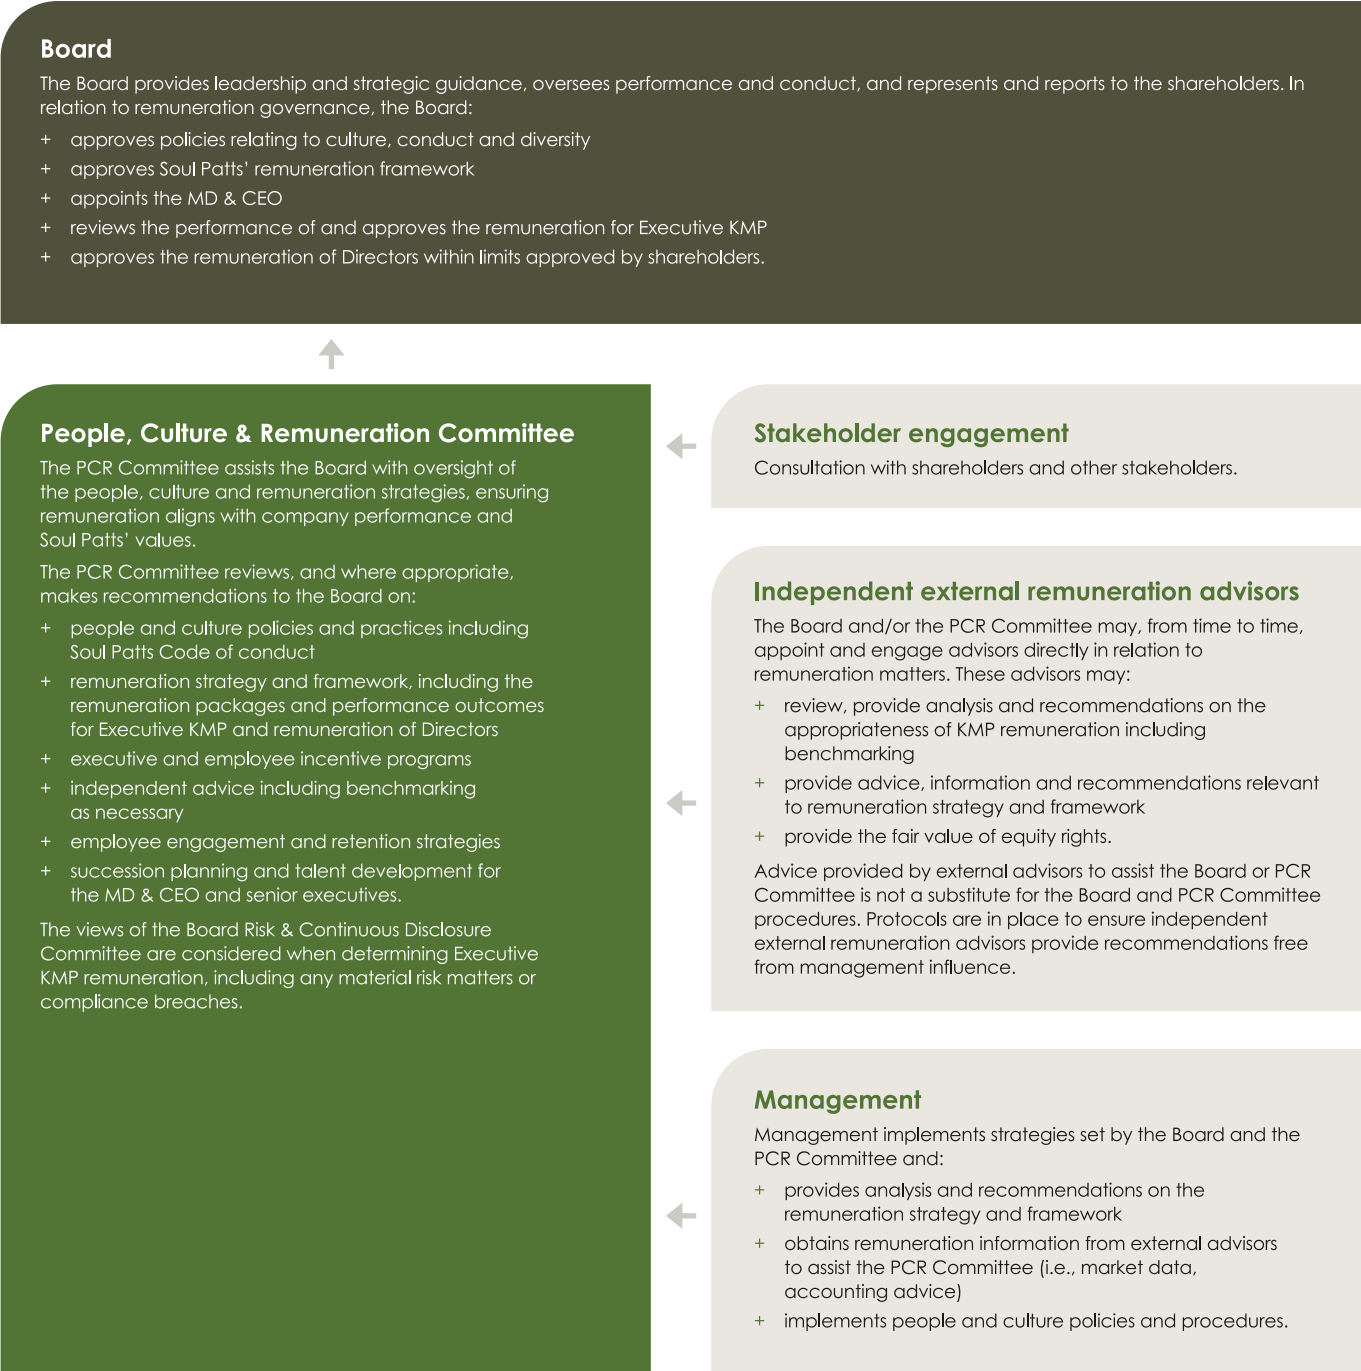 Board
The Board provides leadership and strategic guidance, oversees performance and conduct, and represents and reports to the shareholders. In
relation to remuneration governance, the Board:
+ approves policies relating to culture, conduct and diversity
+ approves Soul Patts’ remuneration framework
+ appoints the MD & CEO
+ reviews the performance of and approves the remuneration for Executive KMP
+ approves the remuneration of Directors within limits approved by shareholders.
People, Culture & Remuneration Committee
The PCR Committee assists the Board with oversight of
the people, culture and remuneration strategies, ensuring
remuneration aligns with company performance and
Soul Patts’ values.
The PCR Committee reviews, and where appropriate,
makes recommendations to the Board on:
+ people and culture policies and practices including
Soul Patts Code of conduct
+ remuneration strategy and framework, including the
remuneration packages and performance outcomes
for Executive KMP and remuneration of Directors
+ executive and employee incentive programs
+ independent advice including benchmarking
as necessary
+ employee engagement and retention strategies
+ succession planning and talent development for
the MD & CEO and senior executives.
The views of the Board Risk & Continuous Disclosure
Committee are considered when determining Executive
KMP remuneration, including any material risk matters or
compliance breaches.
Stakeholder engagement
Consultation with shareholders and other stakeholders.
Independent external remuneration advisors
The Board and/or the PCR Committee may, from time to time,
appoint and engage advisors directly in relation to
remuneration matters. These advisors may:
+ review, provide analysis and recommendations on the
appropriateness of KMP remuneration including
benchmarking
+ provide advice, information and recommendations relevant
to remuneration strategy and framework
+ provide the fair value of equity rights.
Advice provided by external advisors to assist the Board or PCR
Committee is not a substitute for the Board and PCR Committee
procedures. Protocols are in place to ensure independent
external remuneration advisors provide recommendations free
from management influence.
Management
Management implements strategies set by the Board and the
PCR Committee and:
+ provides analysis and recommendations on the
remuneration strategy and framework
+ obtains remuneration information from external advisors
to assist the PCR Committee (i.e., market data,
accounting advice)
+ implements people and culture policies and procedures.